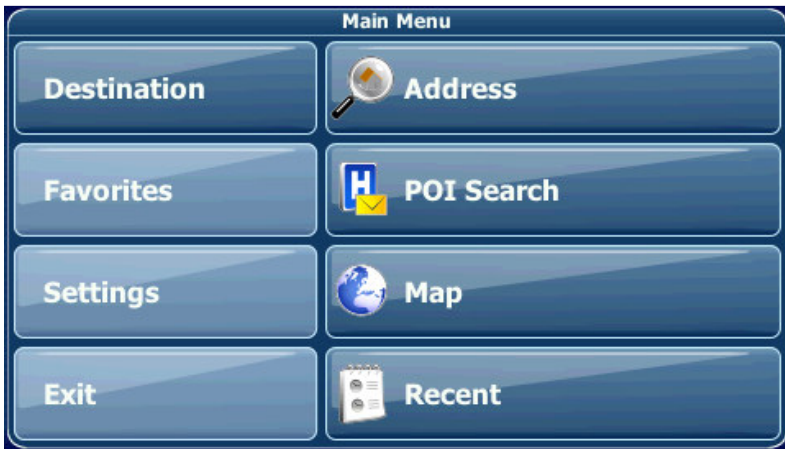 Main Menu
Destination
Address
Favorites
H
POI Search
Settings
Map
Exit
Recent